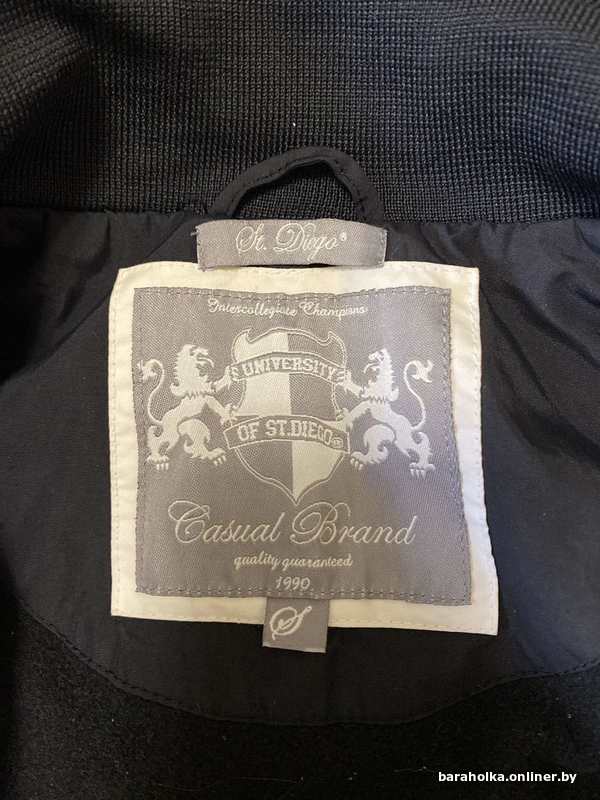 St. Diego®
Intercollegiate Champions
UNIVERSITY
OF ST.DIEGO
Casual Brand
quality guaranteed
1990
S
baraholka.onliner.by